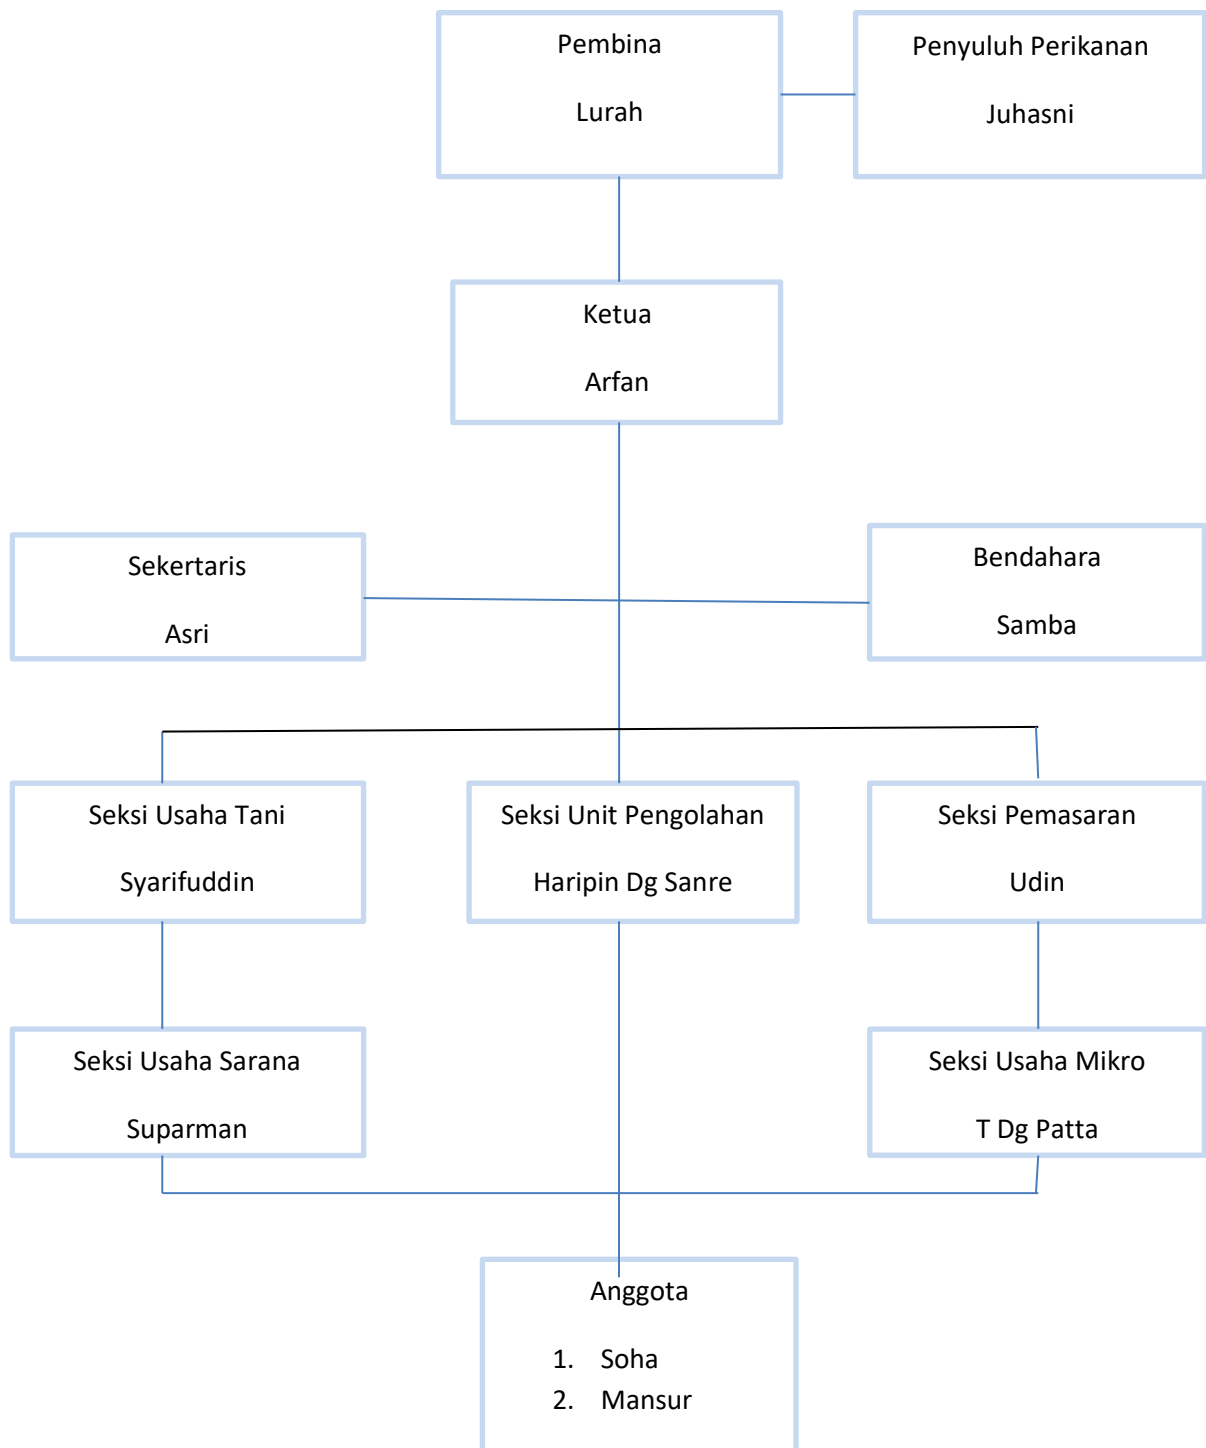 Pembina
Lurah
Penyuluh Perikanan
Juhasni
Ketua
Arfan
Sekertaris
Asri
Bendahara
Samba
Seksi Usaha Tani
Syarifuddin
Seksi Unit Pengolahan
Haripin Dg Sanre
Seksi Pemasaran
Udin
Seksi Usaha Sarana
Suparman
Seksi Usaha Mikro
T Dg Patta
Anggota
1. Soha
2. Mansur